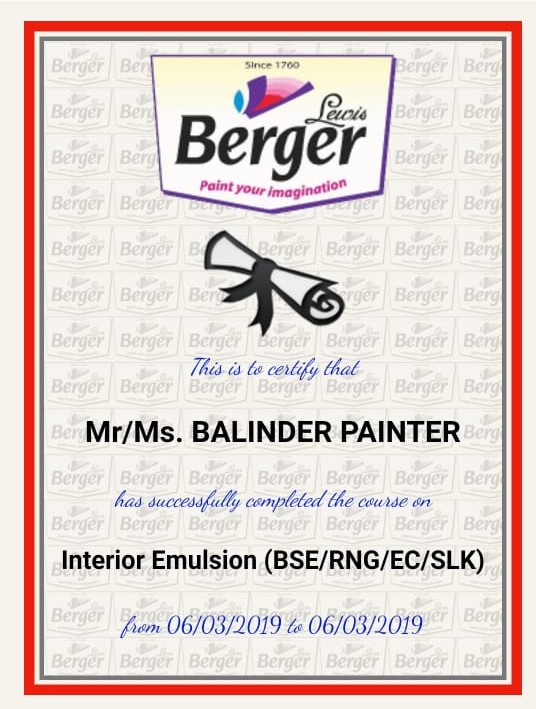 Since 1760
Lewis
Berger
Paint your imagination
This is to certify that
Mr/Ms. BALINDER PAINTER
has successfully completed the course on
Interior Emulsion (BSE/RNG/EC/SLK)
from 06/03/2019 to 06/03/2019